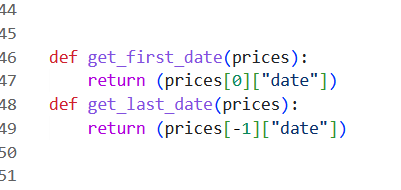 44
45
46 def get_first_date(prices):
47     return (prices[0]["date"])
48 def get_last_date(prices):
49     return (prices[-1]["date"])
50
51